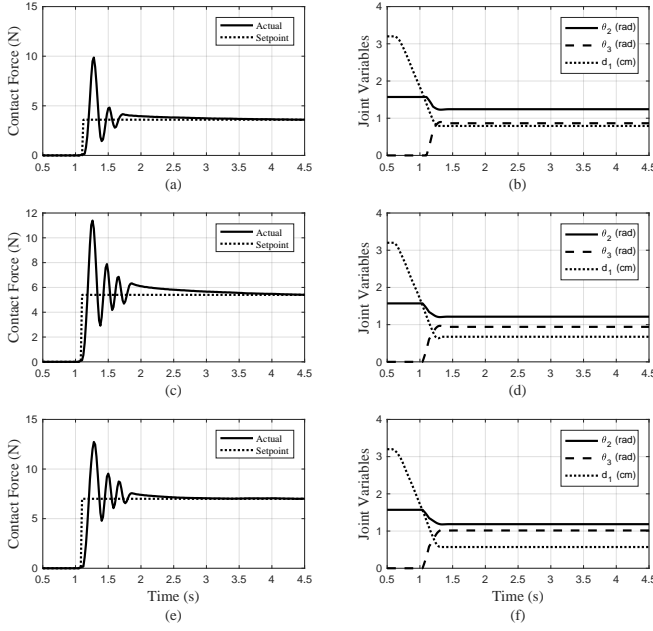 Contact Force (N)
15
10
5
0
Actual
Setpoint
0.5 1 1.5 2 2.5 3 3.5 4 4.5
(a)
Joint Variables
4
3
2
1
0
θ2 (rad)
θ3 (rad)
d1 (cm)
0.5 1 1.5 2 2.5 3 3.5 4 4.5
(b)
Contact Force (N)
12
10
8
6
4
2
0
Actual
Setpoint
0.5 1 1.5 2 2.5 3 3.5 4 4.5
(c)
Joint Variables
4
3
2
1
0
θ2 (rad)
θ3 (rad)
d1 (cm)
0.5 1 1.5 2 2.5 3 3.5 4 4.5
(d)
Contact Force (N)
15
10
5
0
Actual
Setpoint
0.5 1 1.5 2 2.5 3 3.5 4 4.5
Time (s)
(e)
Joint Variables
4
3
2
1
0
θ2 (rad)
θ3 (rad)
d1 (cm)
0.5 1 1.5 2 2.5 3 3.5 4 4.5
Time (s)
(f)